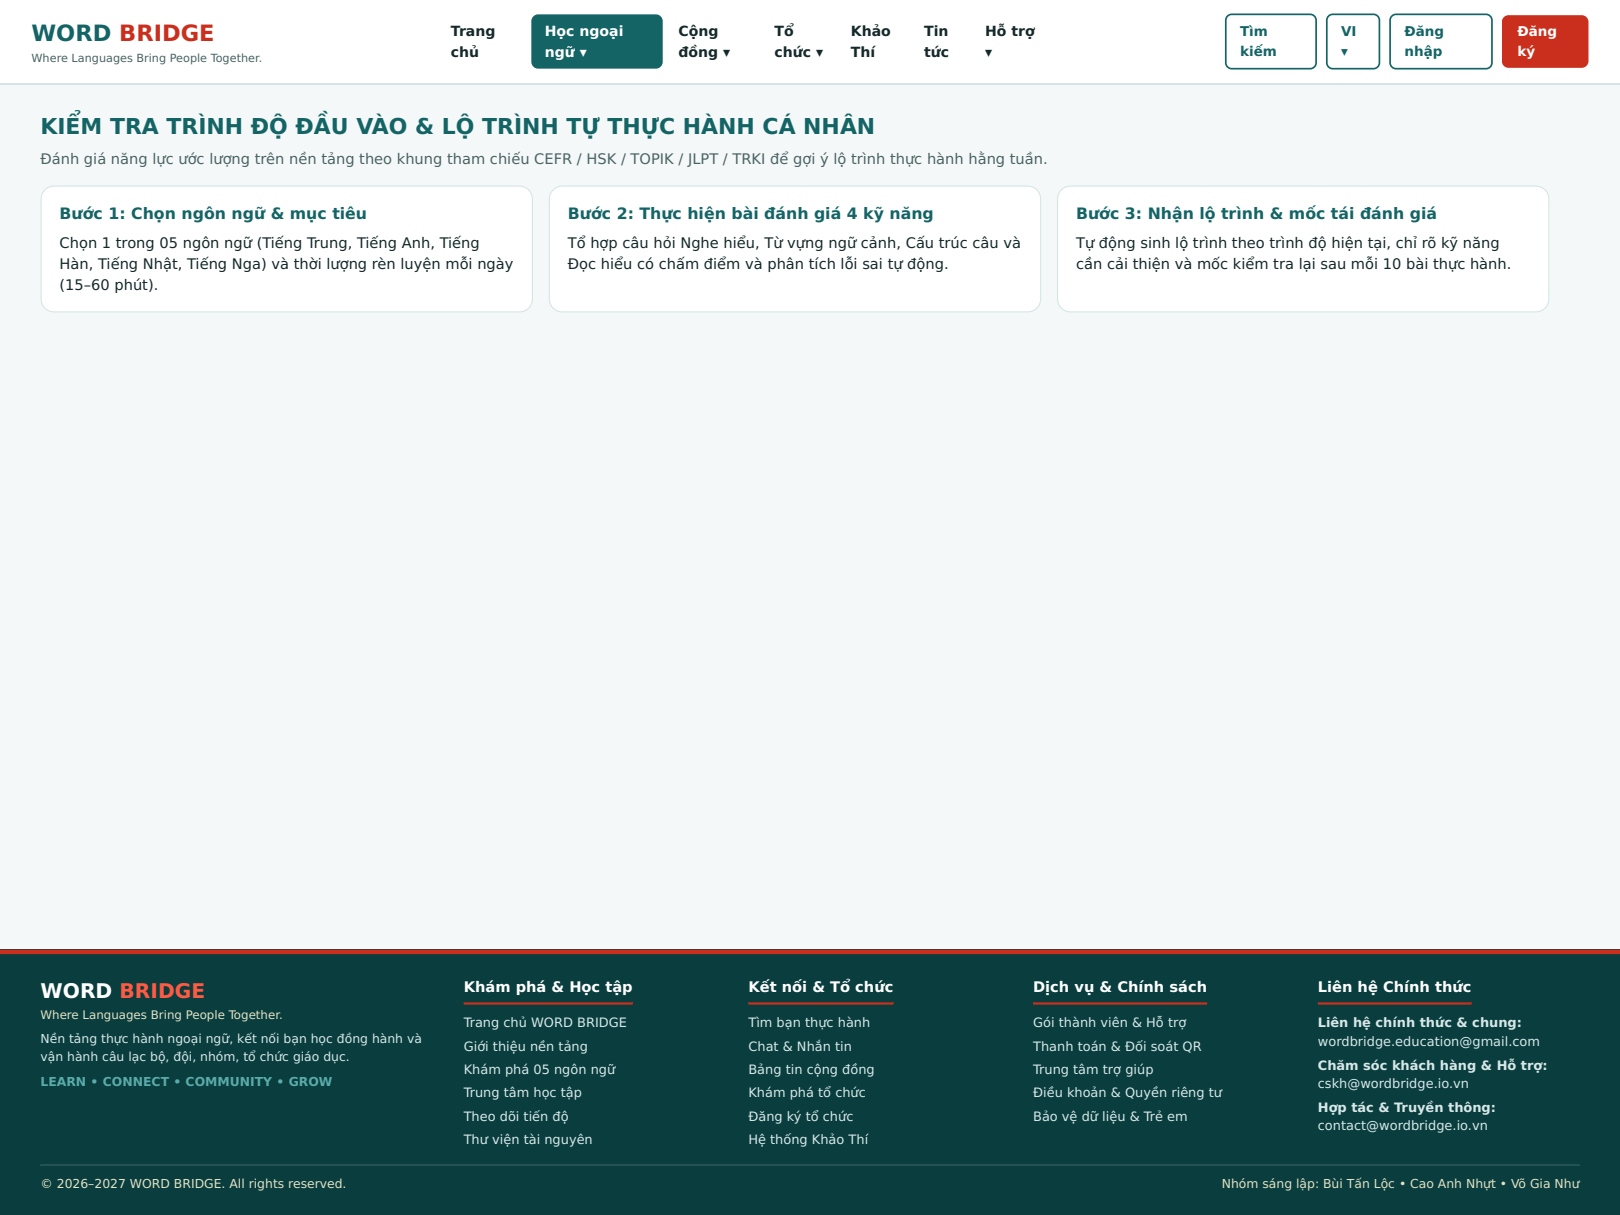 WORD BRIDGE
Where Languages Bring People Together.
Trang chủ
Học ngoại ngữ ▾
Cộng đồng ▾
Tổ chức ▾
Khảo Thí
Tin tức
Hỗ trợ ▾
Tìm kiếm
VI ▾
Đăng nhập
Đăng ký
KIỂM TRA TRÌNH ĐỘ ĐẦU VÀO & LỘ TRÌNH TỰ THỰC HÀNH CÁ NHÂN
Đánh giá năng lực ước lượng trên nền tảng theo khung tham chiếu CEFR / HSK / TOPIK / JLPT / TRKI để gợi ý lộ trình thực hành hằng tuần.
Bước 1: Chọn ngôn ngữ & mục tiêu
Chọn 1 trong 05 ngôn ngữ (Tiếng Trung, Tiếng Anh, Tiếng
Hàn, Tiếng Nhật, Tiếng Nga) và thời lượng rèn luyện mỗi ngày
(15–60 phút).
Bước 2: Thực hiện bài đánh giá 4 kỹ năng
Tổ hợp câu hỏi Nghe hiểu, Từ vựng ngữ cảnh, Cấu trúc câu và
Đọc hiểu có chấm điểm và phân tích lỗi sai tự động.
Bước 3: Nhận lộ trình & mốc tái đánh giá
Tự động sinh lộ trình theo trình độ hiện tại, chỉ rõ kỹ năng
cần cải thiện và mốc kiểm tra lại sau mỗi 10 bài thực hành.
WORD BRIDGE
Where Languages Bring People Together.
Nền tảng thực hành ngoại ngữ, kết nối bạn học đồng hành và
vận hành câu lạc bộ, đội, nhóm, tổ chức giáo dục.
LEARN • CONNECT • COMMUNITY • GROW
Khám phá & Học tập
Trang chủ WORD BRIDGE
Giới thiệu nền tảng
Khám phá 05 ngôn ngữ
Trung tâm học tập
Theo dõi tiến độ
Thư viện tài nguyên
Kết nối & Tổ chức
Tìm bạn thực hành
Chat & Nhắn tin
Bảng tin cộng đồng
Khám phá tổ chức
Đăng ký tổ chức
Hệ thống Khảo Thí
Dịch vụ & Chính sách
Gói thành viên & Hỗ trợ
Thanh toán & Đối soát QR
Trung tâm trợ giúp
Điều khoản & Quyền riêng tư
Bảo vệ dữ liệu & Trẻ em
Liên hệ Chính thức
Liên hệ chính thức & chung:
wordbridge.education@gmail.com
Chăm sóc khách hàng & Hỗ trợ:
cskh@wordbridge.io.vn
Hợp tác & Truyền thông:
contact@wordbridge.io.vn
© 2026–2027 WORD BRIDGE. All rights reserved.
Nhóm sáng lập: Bùi Tấn Lộc • Cao Anh Nhựt • Võ Gia Như